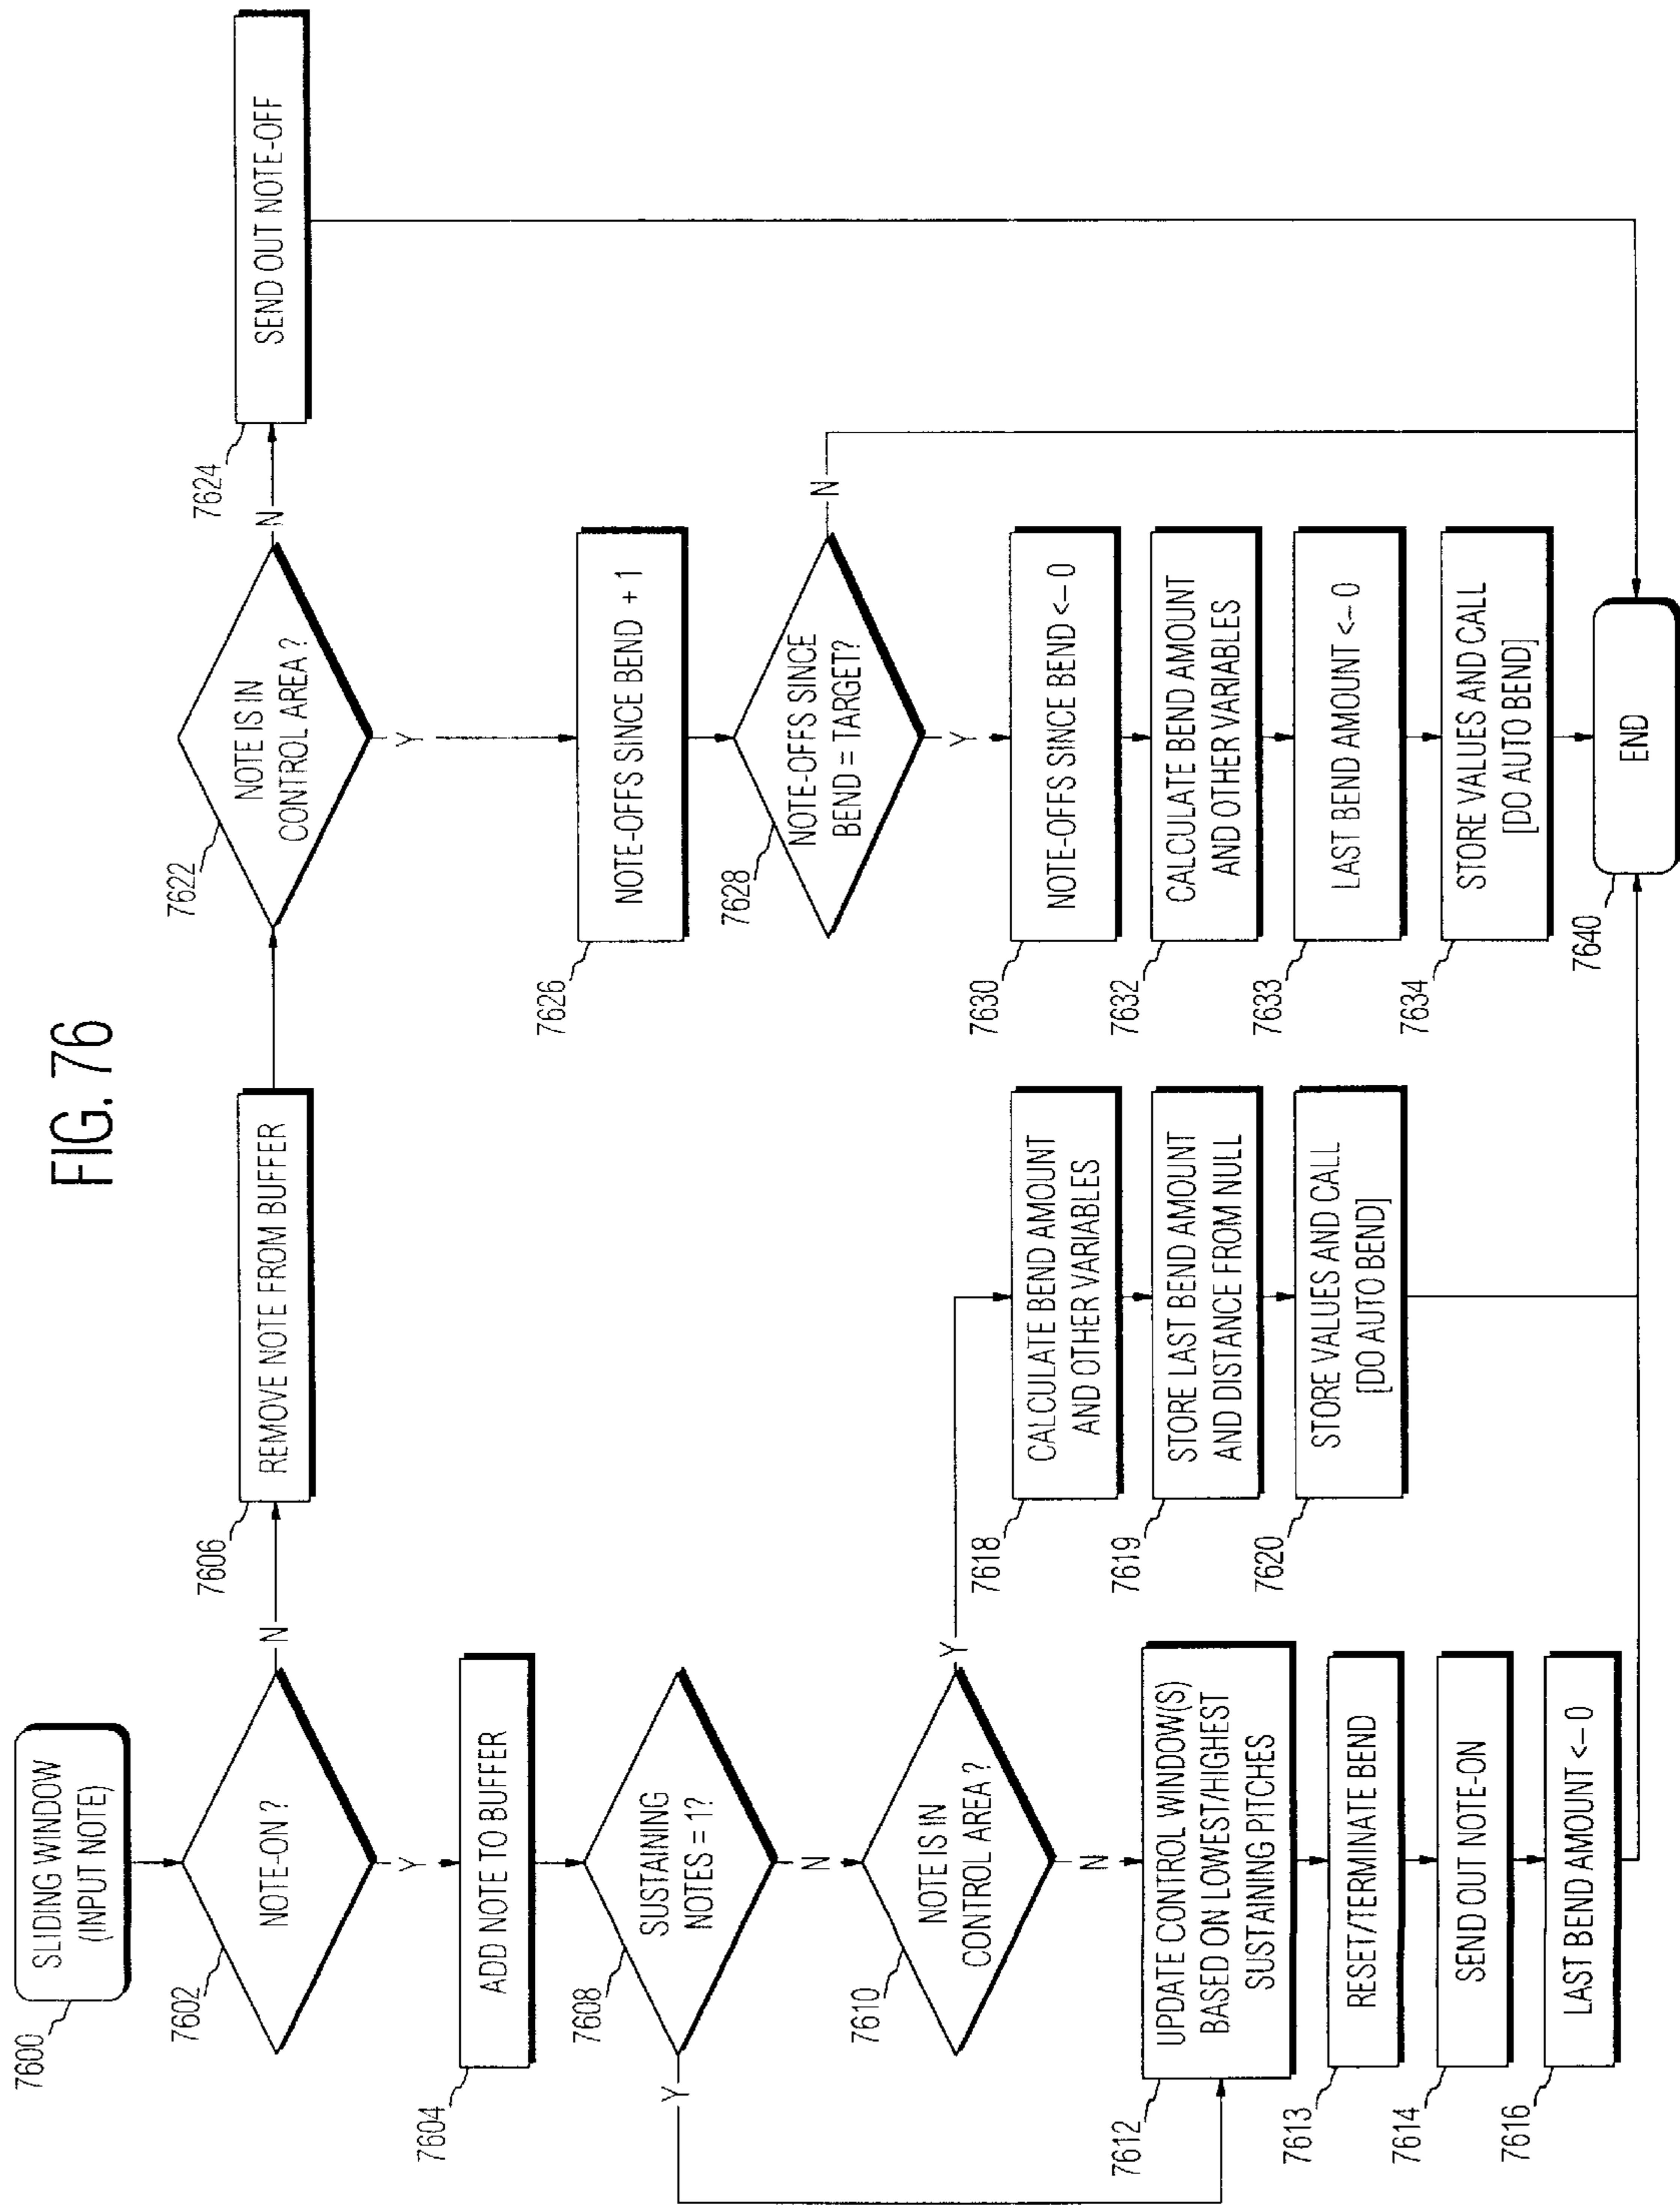 FIG. 76
7600
SLIDING WINDOW
(INPUT NOTE)
7602
NOTE-ON ?
N
Y
7606
REMOVE NOTE FROM BUFFER
7622
NOTE IS IN
CONTROL AREA ?
N
Y
7624
SEND OUT NOTE-OFF
7604
ADD NOTE TO BUFFER
7608
SUSTAINING
NOTES = 1?
Y
N
7610
NOTE IS IN
CONTROL AREA ?
Y
N
7612
UPDATE CONTROL WINDOW(S)
BASED ON LOWEST/HIGHEST
SUSTAINING PITCHES
7613
RESET/TERMINATE BEND
7614
SEND OUT NOTE-ON
7616
LAST BEND AMOUNT <-- 0
7618
CALCULATE BEND AMOUNT
AND OTHER VARIABLES
7619
STORE LAST BEND AMOUNT
AND DISTANCE FROM NULL
7620
STORE VALUES AND CALL
[DO AUTO BEND]
7626
NOTE-OFFS SINCE BEND + 1
7628
NOTE-OFFS SINCE
BEND = TARGET?
N
Y
7630
NOTE-OFFS SINCE BEND <-- 0
7632
CALCULATE BEND AMOUNT
AND OTHER VARIABLES
7633
LAST BEND AMOUNT <-- 0
7634
STORE VALUES AND CALL
[DO AUTO BEND]
7640
END